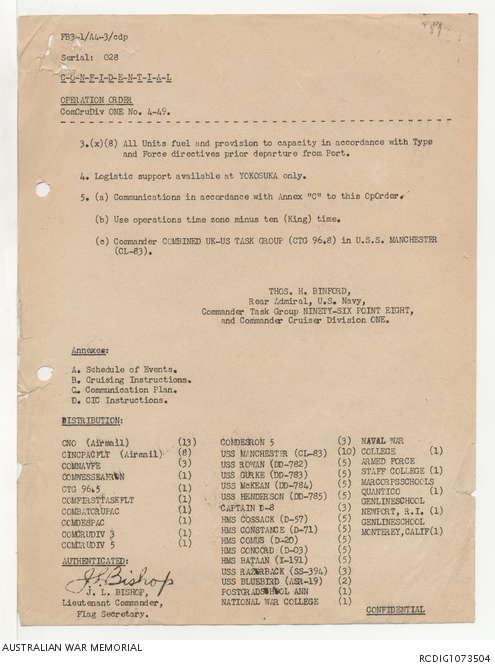 FB3-1/A4-3/cdp
Serial: 028
C-O-N-F-I-D-E-N-T-I-A-L
OPERATION ORDER
ComCruDiv ONE No. 4-49.
3.(x)(8) All Units fuel and provision to capacity in accordance with Type
and Force directives prior departure from Port.
4. Logistic support available at YOKOSUKA only.
5. (a) Communications in accordance with Annex "C" to this OpOrder.
(b) Use operations time zone minus ten (King) time.
(c) Commander COMBINED UK-US TASK GROUP (CTG 96.8) in U.S.S. MANCHESTER
(CL-83).
THOS. H. BINFORD,
Rear Admiral, U.S. Navy,
Commander Task Group NINETY-SIX POINT EIGHT,
and Commander Cruiser Division ONE.
Annexes:
A. Schedule of Events.
B. Cruising Instructions.
C. Communication Plan.
D. CIC Instructions.
DISTRIBUTION:
CNO (Airmail) (13)
CINCPACFLT (Airmail) (8)
COMNAVFE (3)
COMWESSEAFRON (1)
CTG 96.5 (1)
COMFIRSTTASKFLT (1)
COMBATCRUPAC (1)
COMDESPAC (1)
COMCRUDIV 3 (1)
COMCRUDIV 5 (1)
COMDESRON 5 (3)
USS MANCHESTER (CL-83) (10)
USS ROWAN (DD-782) (5)
USS GURKE (DD-783) (5)
USS McKEAN (DD-784) (5)
USS HENDERSON (DD-785) (5)
CAPTAIN D-8 (3)
HMS COSSACK (D-57) (5)
HMS CONSTANCE (D-71) (5)
HMS COMUS (D-20) (5)
HMS CONCORD (D-03) (5)
HMS BATAAN (I-191) (5)
USS RAZORBACK (SS-394) (3)
USS BLUEBIRD (ASR-19) (2)
POSTGRADSCHOOL ANN (1)
NATIONAL WAR COLLEGE (1)
NAVAL WAR
COLLEGE (1)
ARMED FORCE
STAFF COLLEGE (1)
MARCORPSSCHOOLS
QUANTICO (1)
GENLINESCHOOL
NEWPORT, R.I. (1)
GENLINESCHOOL
MONTEREY, CALIF(1)
AUTHENTICATED:
J.L. Bishop
J. L. BISHOP,
Lieutenant Commander,
Flag Secretary.
CONFIDENTIAL
AUSTRALIAN WAR MEMORIAL
RCDIG1073504